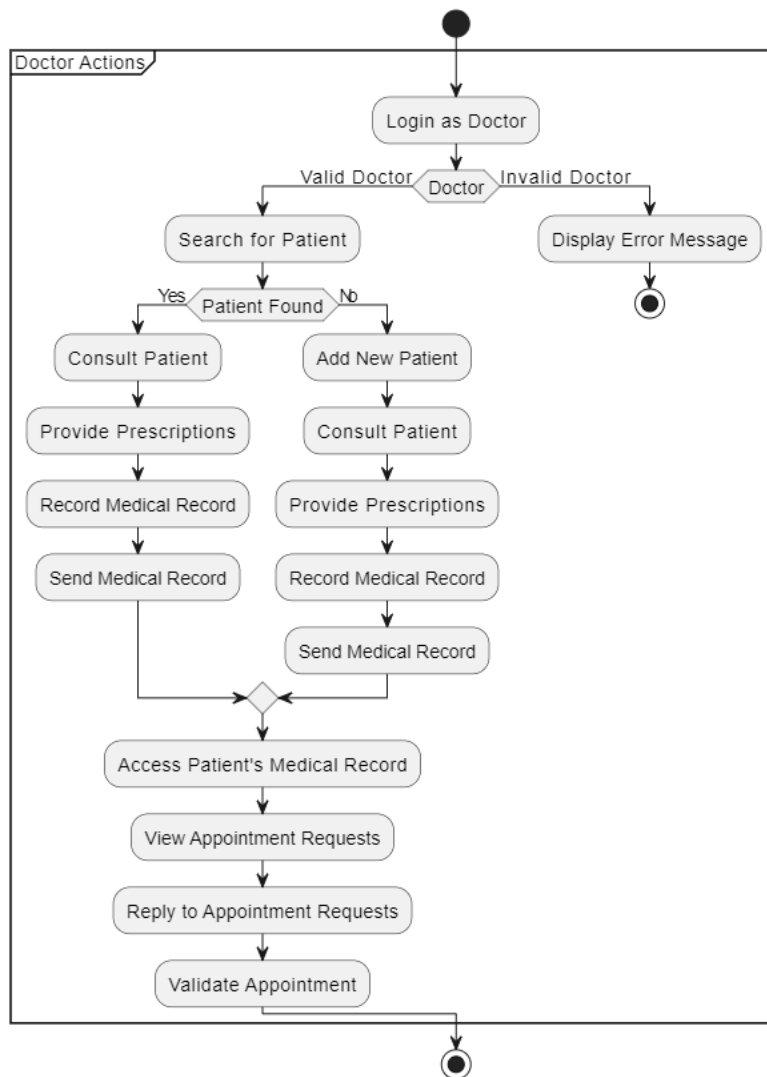 Doctor Actions
Login as Doctor
Valid Doctor
Doctor
Invalid Doctor
Search for Patient
Display Error Message
Yes
Patient Found
No
Consult Patient
Add New Patient
Provide Prescriptions
Consult Patient
Record Medical Record
Provide Prescriptions
Send Medical Record
Record Medical Record
Send Medical Record
Access Patient's Medical Record
View Appointment Requests
Reply to Appointment Requests
Validate Appointment